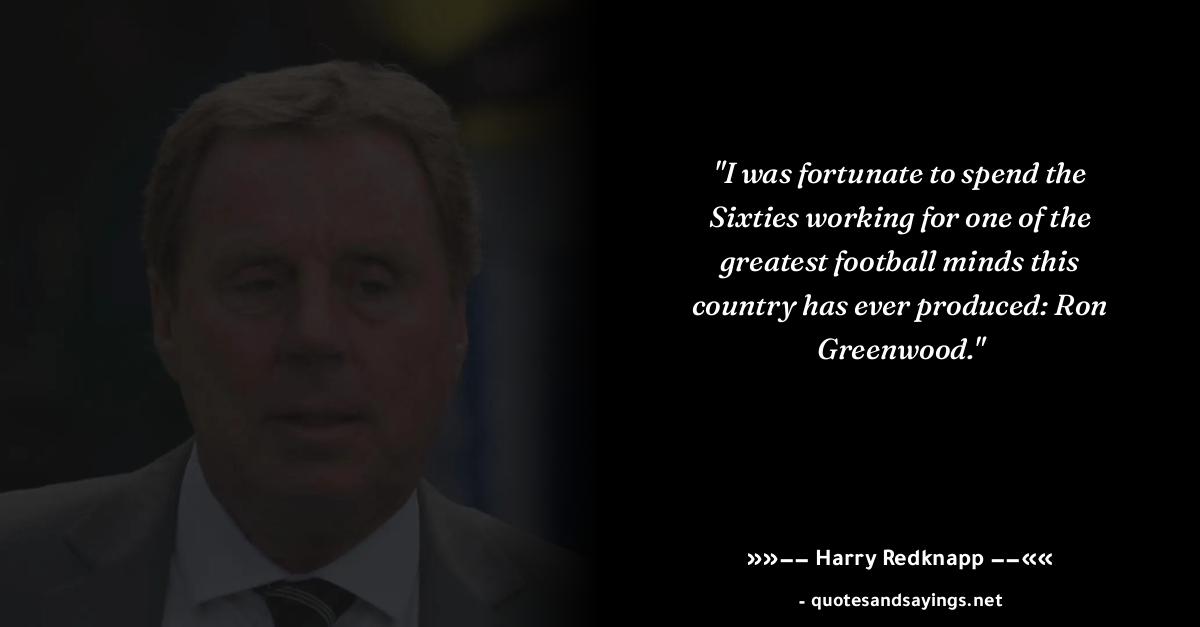 "I was fortunate to spend the
Sixties working for one of the
greatest football minds this
country has ever produced: Ron
Greenwood."
»»−− Harry Redknapp −−««
- quotesandsayings.net